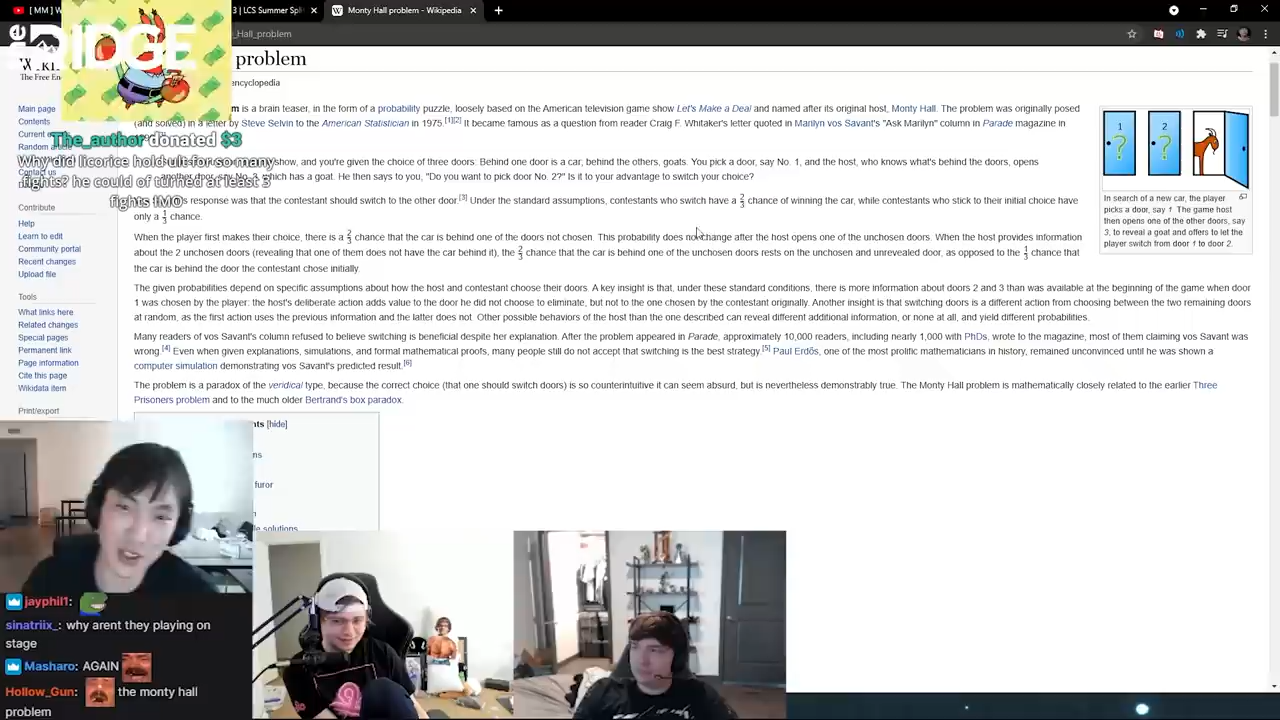 [ MM ] W
3 | LCS Summer Spli
Monty Hall problem - Wikipedia
_Hall_problem
RIDGE
problem
The Free En
encyclopedia
Main page
Contents
Current e
Random article
Contact us
Contribute
Help
Learn to edit
Community portal
Recent changes
Upload file
Tools
What links here
Related changes
Special pages
Permanent link
Page information
Cite this page
Wikidata item
Print/export
The_author donated $3
Why did licorice hold ult for so many
fights? he could of turned at least 3
fights IMO
m is a brain teaser, in the form of a probability puzzle, loosely based on the American television game show Let's Make a Deal and named after its original host, Monty Hall. The problem was originally posed
(and solved) in a letter by Steve Selvin to the American Statistician in 1975.[1][2] It became famous as a question from reader Craig F. Whitaker's letter quoted in Marilyn vos Savant's "Ask Marilyn" column in Parade magazine in
show, and you're given the choice of three doors: Behind one door is a car; behind the others, goats. You pick a door, say No. 1, and the host, who knows what's behind the doors, opens
another door, say No. 3, which has a goat. He then says to you, "Do you want to pick door No. 2?" Is it to your advantage to switch your choice?
response was that the contestant should switch to the other door.[3] Under the standard assumptions, contestants who switch have a 2/3 chance of winning the car, while contestants who stick to their initial choice have
only a 1/3 chance.
When the player first makes their choice, there is a 2/3 chance that the car is behind one of the doors not chosen. This probability does not change after the host opens one of the unchosen doors. When the host provides information
about the 2 unchosen doors (revealing that one of them does not have the car behind it), the 2/3 chance that the car is behind one of the unchosen doors rests on the unchosen and unrevealed door, as opposed to the 1/3 chance that
the car is behind the door the contestant chose initially.
The given probabilities depend on specific assumptions about how the host and contestant choose their doors. A key insight is that, under these standard conditions, there is more information about doors 2 and 3 than was available at the beginning of the game when door
1 was chosen by the player: the host's deliberate action adds value to the door he did not choose to eliminate, but not to the one chosen by the contestant originally. Another insight is that switching doors is a different action from choosing between the two remaining doors
at random, as the first action uses the previous information and the latter does not. Other possible behaviors of the host than the one described can reveal different additional information, or none at all, and yield different probabilities.
Many readers of vos Savant's column refused to believe switching is beneficial despite her explanation. After the problem appeared in Parade, approximately 10,000 readers, including nearly 1,000 with PhDs, wrote to the magazine, most of them claiming vos Savant was
wrong.[4] Even when given explanations, simulations, and formal mathematical proofs, many people still do not accept that switching is the best strategy.[5] Paul Erdős, one of the most prolific mathematicians in history, remained unconvinced until he was shown a
computer simulation demonstrating vos Savant's predicted result.[6]
The problem is a paradox of the veridical type, because the correct choice (that one should switch doors) is so counterintuitive it can seem absurd, but is nevertheless demonstrably true. The Monty Hall problem is mathematically closely related to the earlier Three
Prisoners problem and to the much older Bertrand's box paradox.
1
2
?
?
In search of a new car, the player
picks a door, say 1. The game host
then opens one of the other doors, say
3, to reveal a goat and offers to let the
player switch from door 1 to door 2.
nts [hide]
ms
furor
n
le solutions
jayphil1:
sinatriix_: why arent they playing on
stage
Masharo: AGAIN
Hollow_Gun: the monty hall
problem